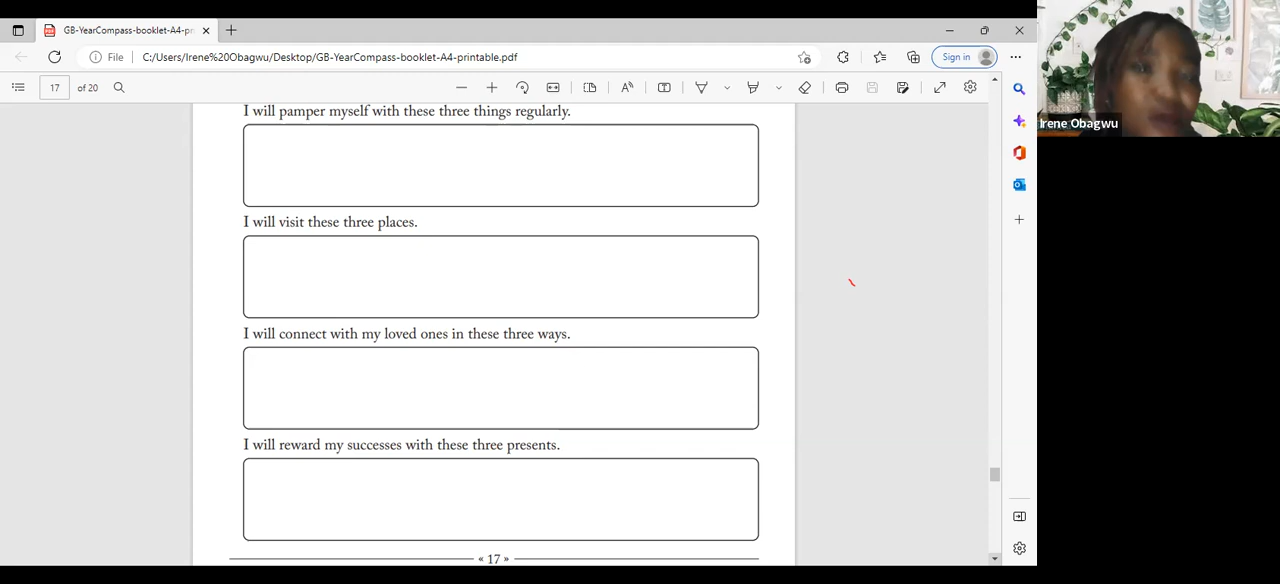 GB-YearCompass-booklet-A4-pr
File
C:/Users/Irene%20Obagwu/Desktop/GB-YearCompass-booklet-A4-printable.pdf
Sign in
17 of 20
I will pamper myself with these three things regularly.
Irene Obagwu
I will visit these three places.
I will connect with my loved ones in these three ways.
I will reward my successes with these three presents.
« 17 »